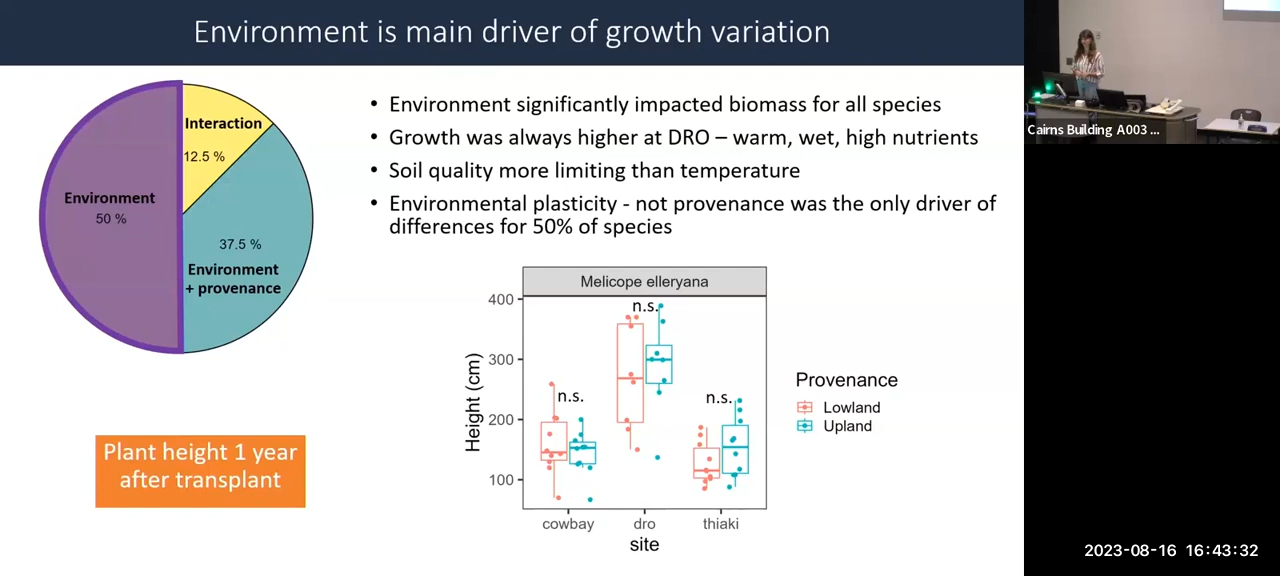 Environment is main driver of growth variation
Interaction
12.5 %
Environment
50 %
37.5 %
Environment
+ provenance
• Environment significantly impacted biomass for all species
• Growth was always higher at DRO – warm, wet, high nutrients
• Soil quality more limiting than temperature
• Environmental plasticity - not provenance was the only driver of
differences for 50% of species
Plant height 1 year
after transplant
Melicope elleryana
Height (cm)
400
300
200
100
n.s.
n.s.
n.s.
cowbay
dro
thiaki
site
Provenance
Lowland
Upland
Cairns Building A003 ...
2023-08-16 16:43:32